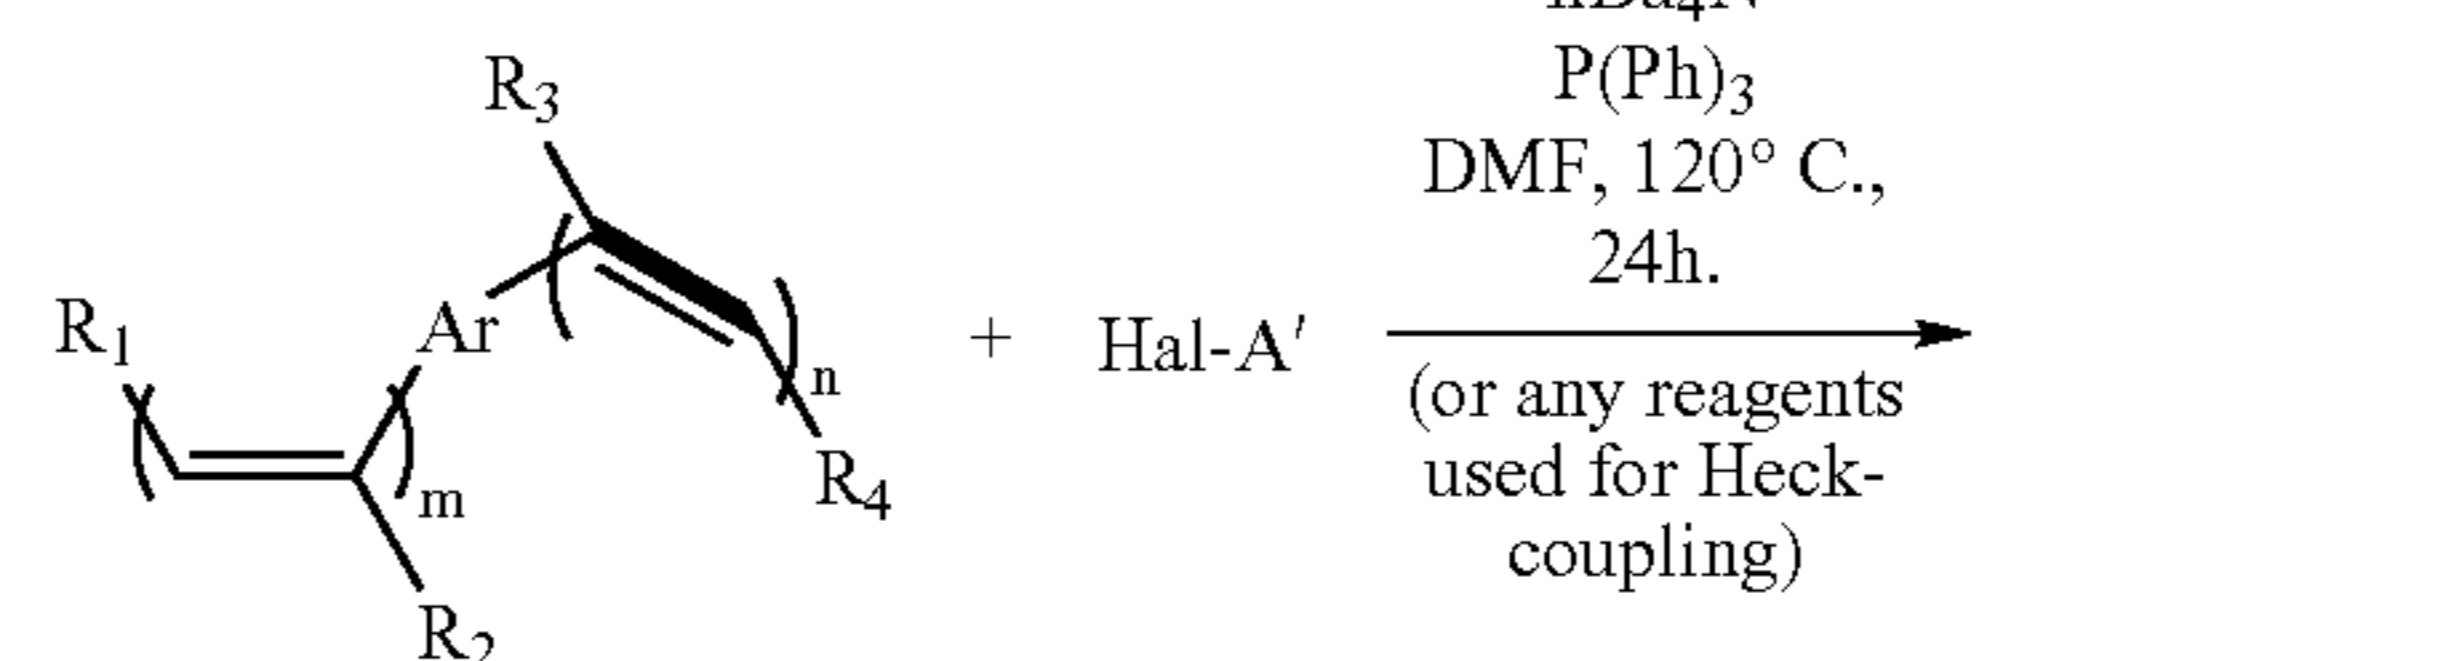 P(Ph)₃
DMF, 120° C.,
24h.
R₃
R₁
Ar
n
+ Hal-A′
m
R₄
R₂
(or any reagents
used for Heck-
coupling)